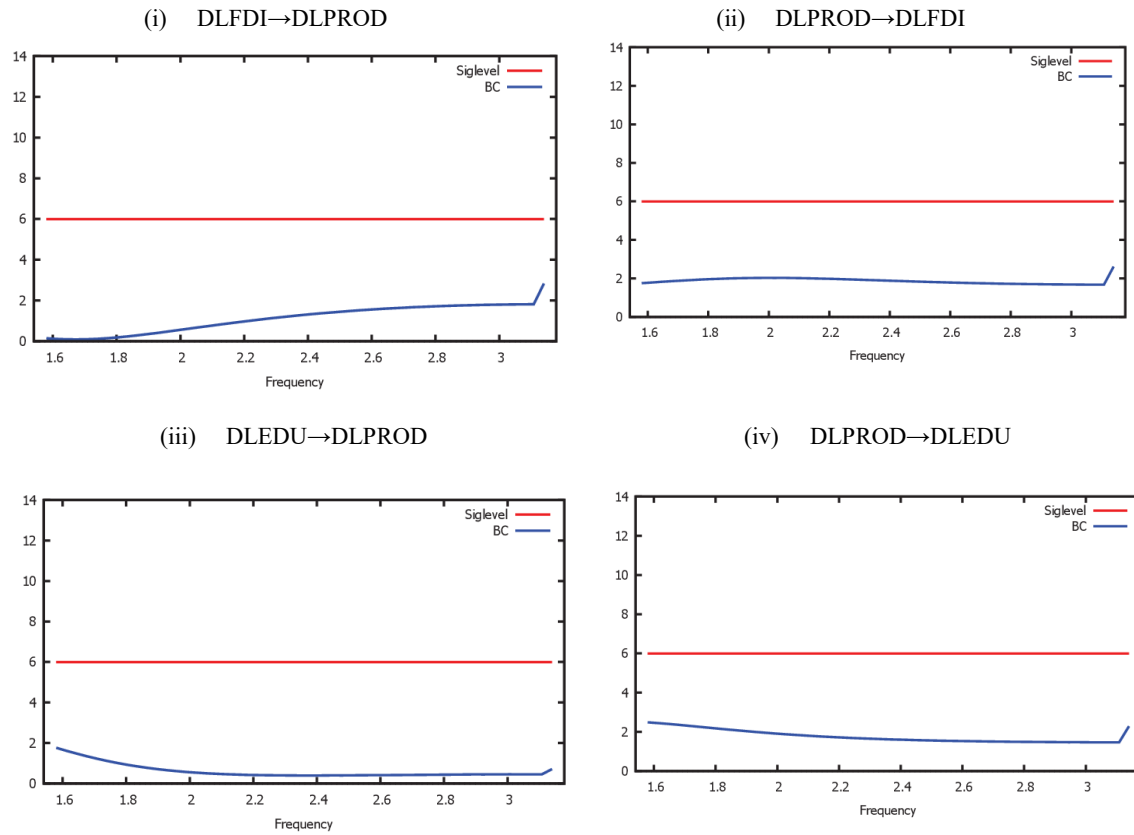 (i) DLFDI→DLPROD
14
12
10
8
6
4
2
0
Siglevel
BC
1.6 1.8 2 2.2 2.4 2.6 2.8 3
Frequency
(ii) DLPROD→DLFDI
14
12
10
8
6
4
2
0
Siglevel
BC
1.6 1.8 2 2.2 2.4 2.6 2.8 3
Frequency
(iii) DLEDU→DLPROD
14
12
10
8
6
4
2
0
Siglevel
BC
1.6 1.8 2 2.2 2.4 2.6 2.8 3
Frequency
(iv) DLPROD→DLEDU
14
12
10
8
6
4
2
0
Siglevel
BC
1.6 1.8 2 2.2 2.4 2.6 2.8 3
Frequency